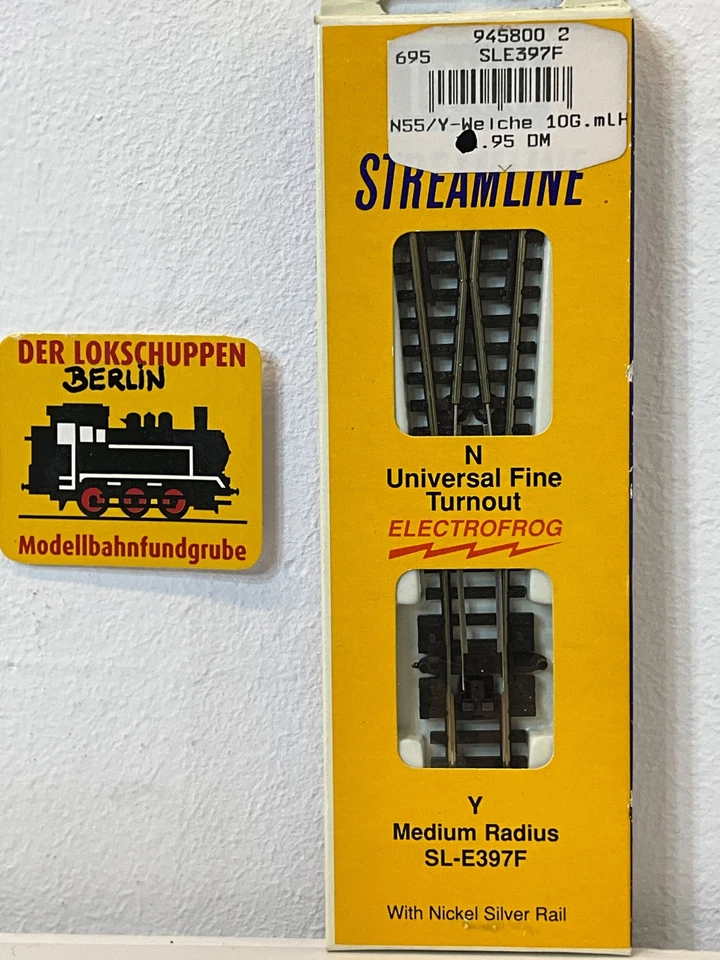 945800 2
695 SLE397F
N55/Y-Weiche 10G.mLH
.95 DM
STREAMLINE
N
Universal Fine
Turnout
ELECTROFROG
Y
Medium Radius
SL-E397F
With Nickel Silver Rail
DER LOKSCHUPPEN
BERLIN
Modellbahnfundgrube